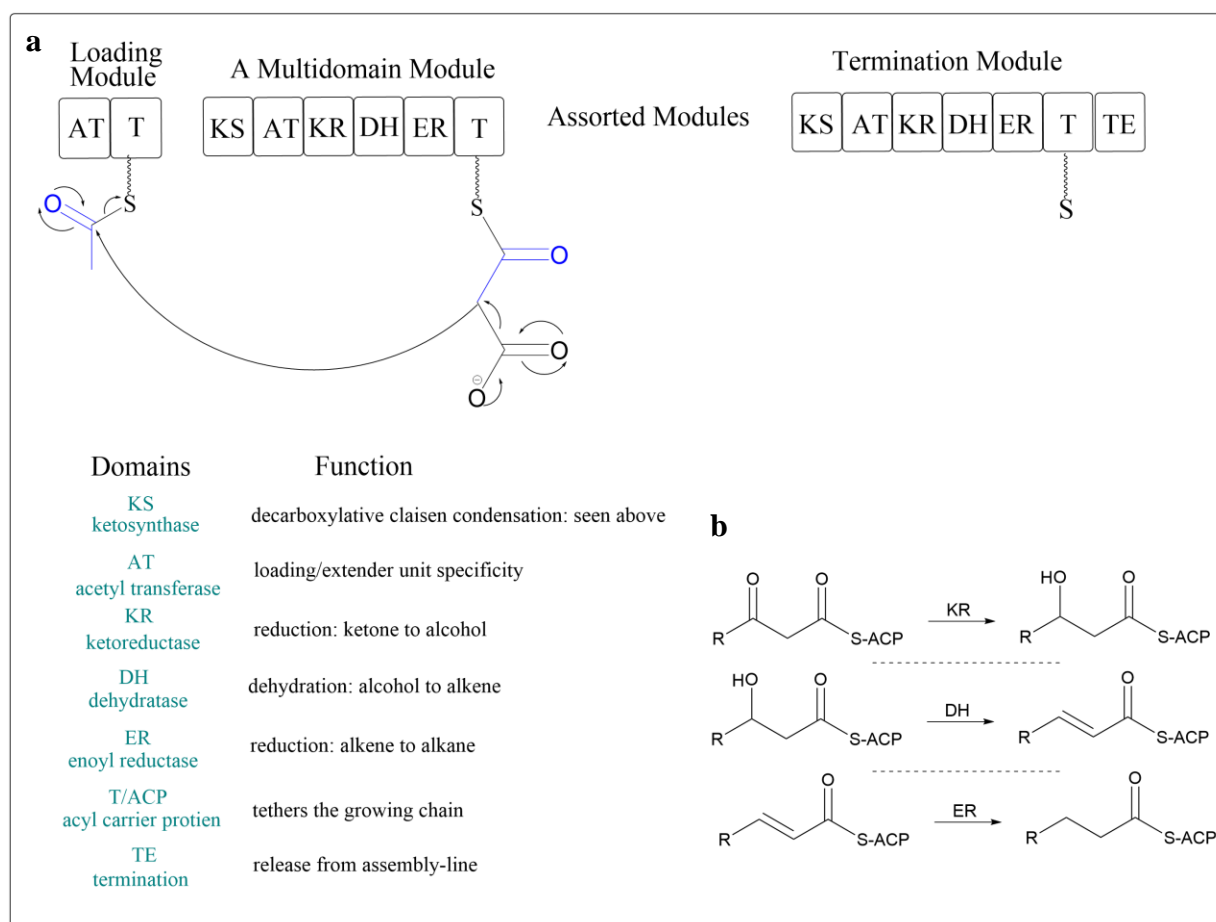 a
Loading
Module
A Multidomain Module
Assorted Modules
Termination Module
AT T
KS AT KR DH ER T
KS AT KR DH ER T TE
S
S
S
O
O
O
O
⊖
Domains Function
KS
ketosynthase
decarboxylative claisen condensation: seen above
AT
acetyl transferase
loading/extender unit specificity
KR
ketoreductase
reduction: ketone to alcohol
DH
dehydratase
dehydration: alcohol to alkene
ER
enoyl reductase
reduction: alkene to alkane
T/ACP
acyl carrier protien
tethers the growing chain
TE
termination
release from assembly-line
b
O O HO O
R S-ACP KR R S-ACP
HO O O
R S-ACP DH R S-ACP
O O
R S-ACP ER R S-ACP